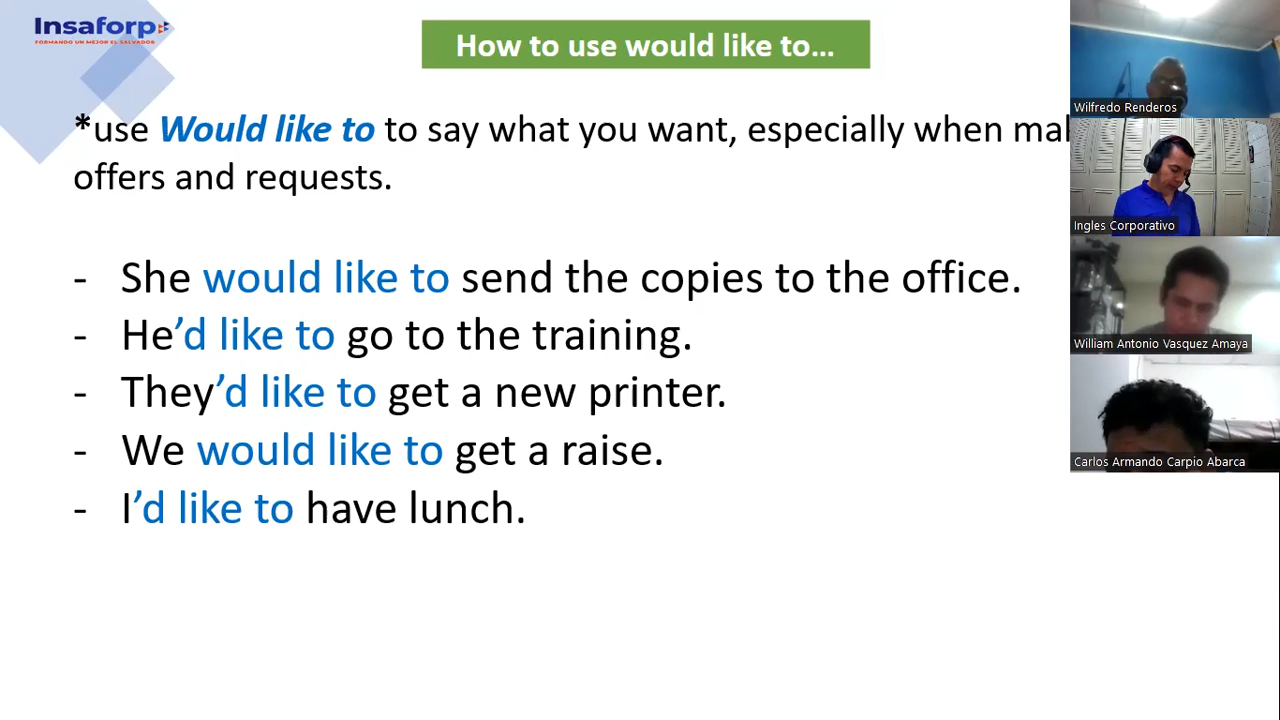 Insaforp
FORMANDO UN MEJOR EL SALVADOR
How to use would like to...
*use Would like to to say what you want, especially when
offers and requests.
- She would like to send the copies to the office.
- He’d like to go to the training.
- They’d like to get a new printer.
- We would like to get a raise.
- I’d like to have lunch.
Wilfredo Renderos
Ingles Corporativo
William Antonio Vasquez Amaya
Carlos Armando Carpio Abarca